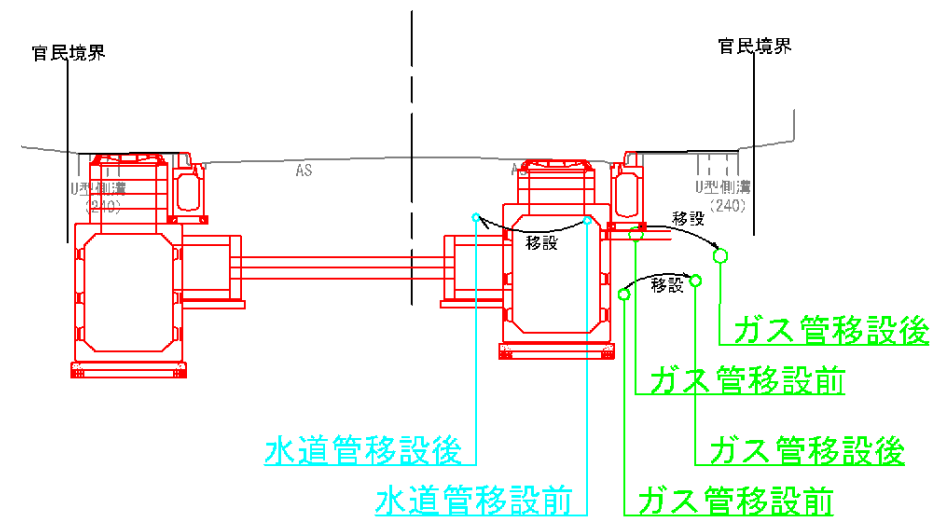 官民境界
官民境界
AS
AS
U型側溝
(240)
U型側溝
(240)
移設
移設
移設
ガス管移設後
ガス管移設前
水道管移設後
ガス管移設後
水道管移設前
ガス管移設前